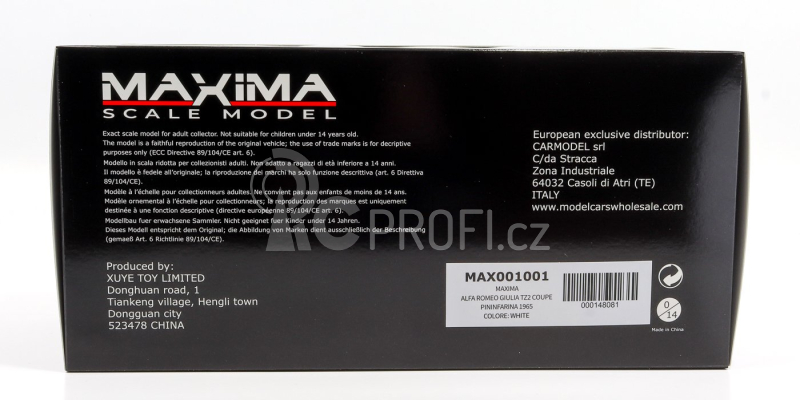 MAXIMA
SCALE MODEL
Exact scale model for adult collector. Not suitable for children under 14 years old.
The model is a faithful reproduction of the original vehicle; the use of trade marks is for decriptive
purposes only (ECC Directive 89/104/CE art. 6).
Modello in scala ridotta per collezionisti adulti. Non adatto a ragazzi di età inferiore a 14 anni.
Il modello è fedele all'originale; la riproduzione dei marchi ha solo funzione descrittiva (art. 6 Direttiva
89/104/CE).
Modèle à l'échelle pour collectionneurs adultes. Ne convient pas aux enfants de moins de 14 ans.
Modèle ornemental à l'échelle pour collectionneurs; la reproduction des marques est uniquement
destinée à une fonction descriptive (directive européenne 89/104/CE art. 6).
Modellbau fuer erwachsene Sammler. Nicht geeignet fuer Kinder under 14 Jahren.
Dieses Modell entspricht dem Original; die Abbildung von Marken dient ausschließlich der Beschreibung
(gemäß Art. 6 Richtlinie 89/104/CE).
European exclusive distributor:
CARMODEL srl
C/da Stracca
Zona Industriale
64032 Casoli di Atri (TE)
ITALY
www.modelcarswholesale.com
RCPROFI.cz
Produced by:
XUYE TOY LIMITED
Donghuan road, 1
Tiankeng village, Hengli town
Dongguan city
523478 CHINA
MAX001001
MAXIMA
ALFA ROMEO GIULIA TZ2 COUPE
PININFARINA 1965
COLORE: WHITE
000148081
0/14
Made in China